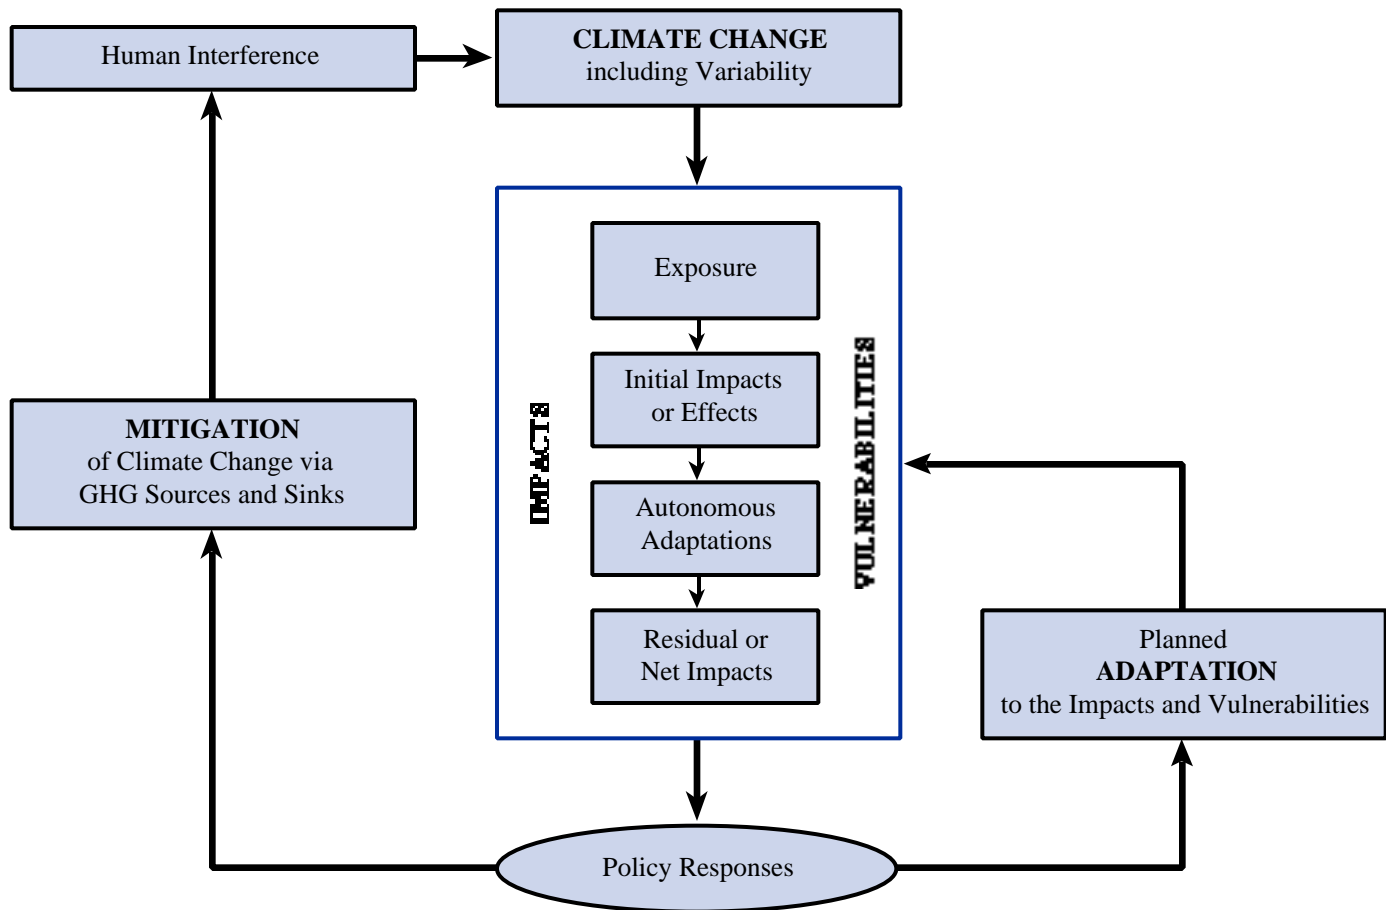 Human Interference
CLIMATE CHANGE
including Variability
Exposure
Initial Impacts
or Effects
Autonomous
Adaptations
Residual or
Net Impacts
IMPACTS
VULNERABILITIES
MITIGATION
of Climate Change via
GHG Sources and Sinks
Planned
ADAPTATION
to the Impacts and Vulnerabilities
Policy Responses